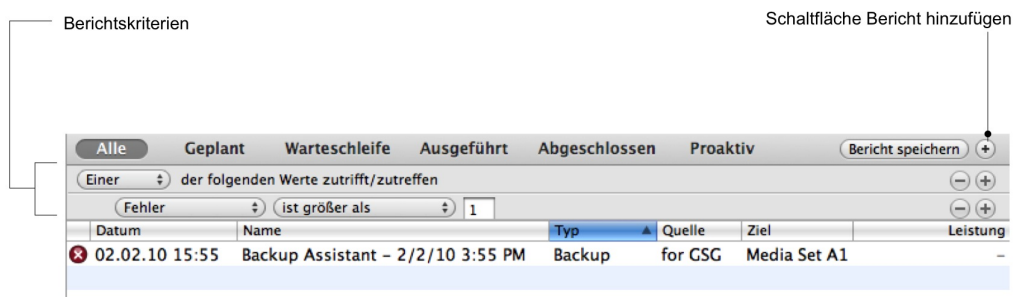 Berichtskriterien
Schaltfläche Bericht hinzufügen
Alle Geplant Warteschleife Ausgeführt Abgeschlossen Proaktiv Bericht speichern
Einer der folgenden Werte zutrifft/zutreffen
Fehler ist größer als 1
Datum Name Typ Quelle Ziel Leistung
02.02.10 15:55 Backup Assistant – 2/2/10 3:55 PM Backup for GSG Media Set A1 –